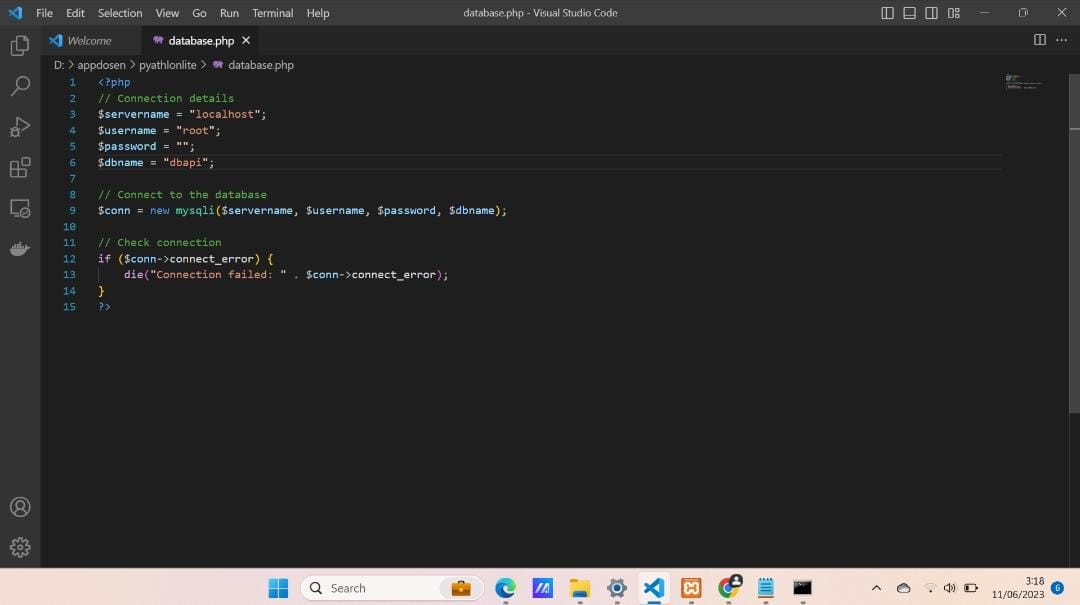 File Edit Selection View Go Run Terminal Help database.php - Visual Studio Code
Welcome database.php
D: > appdosen > pyathlonlite > database.php
1 <?php
2 // Connection details
3 $servername = "localhost";
4 $username = "root";
5 $password = "";
6 $dbname = "dbapi";
7
8 // Connect to the database
9 $conn = new mysqli($servername, $username, $password, $dbname);
10
11 // Check connection
12 if ($conn->connect_error) {
13     die("Connection failed: " . $conn->connect_error);
14 }
15 ?>
Search
3:18
11/06/2023
6